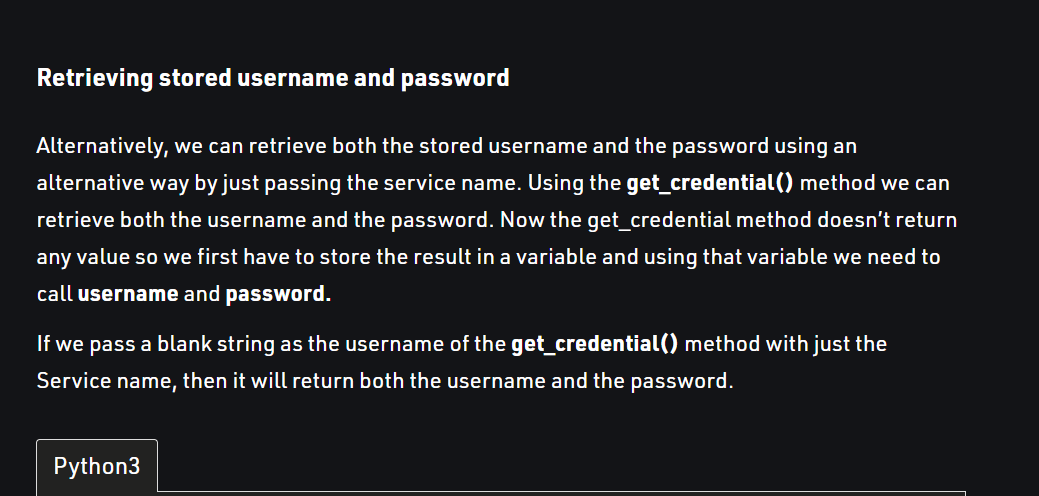 Retrieving stored username and password
Alternatively, we can retrieve both the stored username and the password using an
alternative way by just passing the service name. Using the get_credential() method we can
retrieve both the username and the password. Now the get_credential method doesn’t return
any value so we first have to store the result in a variable and using that variable we need to
call username and password.
If we pass a blank string as the username of the get_credential() method with just the
Service name, then it will return both the username and the password.
Python3